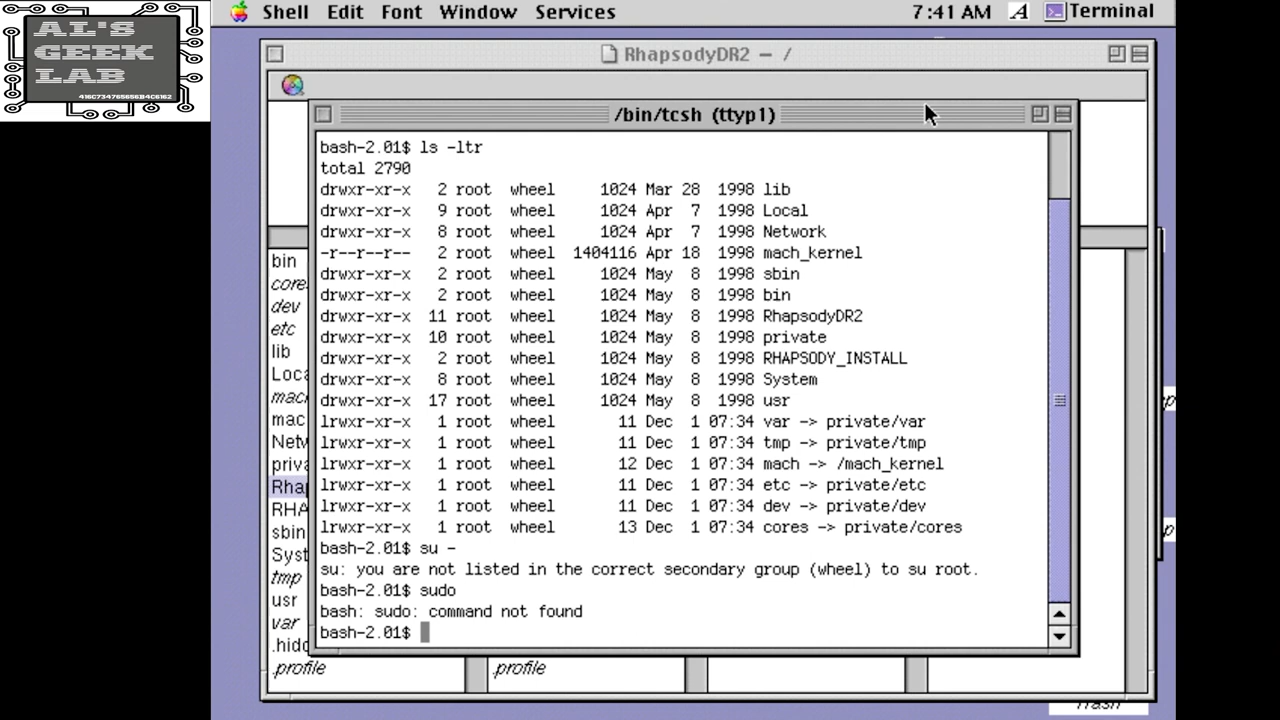 AL'S
GEEK
LAB
416C734765656B4C6162
Shell Edit Font Window Services 7:41 AM A Terminal
RhapsodyDR2 — /
/bin/tcsh (ttyp1)
bash-2.01$ ls -ltr
total 2790
drwxr-xr-x 2 root wheel 1024 Mar 28 1998 lib
drwxr-xr-x 9 root wheel 1024 Apr 7 1998 Local
drwxr-xr-x 8 root wheel 1024 Apr 7 1998 Network
-r--r--r-- 2 root wheel 1404116 Apr 18 1998 mach_kernel
drwxr-xr-x 2 root wheel 1024 May 8 1998 sbin
drwxr-xr-x 2 root wheel 1024 May 8 1998 bin
drwxr-xr-x 11 root wheel 1024 May 8 1998 RhapsodyDR2
drwxr-xr-x 10 root wheel 1024 May 8 1998 private
drwxr-xr-x 2 root wheel 1024 May 8 1998 RHAPSODY_INSTALL
drwxr-xr-x 8 root wheel 1024 May 8 1998 System
drwxr-xr-x 17 root wheel 1024 May 8 1998 usr
lrwxr-xr-x 1 root wheel 11 Dec 1 07:34 var -> private/var
lrwxr-xr-x 1 root wheel 11 Dec 1 07:34 tmp -> private/tmp
lrwxr-xr-x 1 root wheel 12 Dec 1 07:34 mach -> /mach_kernel
lrwxr-xr-x 1 root wheel 11 Dec 1 07:34 etc -> private/etc
lrwxr-xr-x 1 root wheel 11 Dec 1 07:34 dev -> private/dev
lrwxr-xr-x 1 root wheel 13 Dec 1 07:34 cores -> private/cores
bash-2.01$ su -
su: you are not listed in the correct secondary group (wheel) to su root.
bash-2.01$ sudo
bash: sudo: command not found
bash-2.01$
bin
core
dev
etc
lib
Loca
mac
mac
Netv
priva
Rhap
RHA
sbin
Syst
tmp
usr
var
.hidd
.profile
.profile